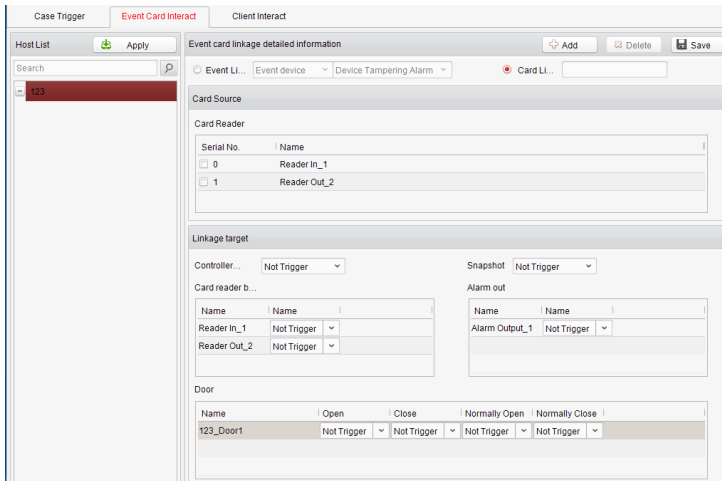 Case Trigger Event Card Interact Client Interact
Host List Apply Event card linkage detailed information Add Delete Save
Search Event Li... Event device Device Tampering Alarm Card Li...
123
Card Source
Card Reader
Serial No. Name
0 Reader In_1
1 Reader Out_2
Linkage target
Controller... Not Trigger Snapshot Not Trigger
Card reader b... Alarm out
Name Name Name Name
Reader In_1 Not Trigger Alarm Output_1 Not Trigger
Reader Out_2 Not Trigger
Door
Name Open Close Normally Open Normally Close
123_Door1 Not Trigger Not Trigger Not Trigger Not Trigger